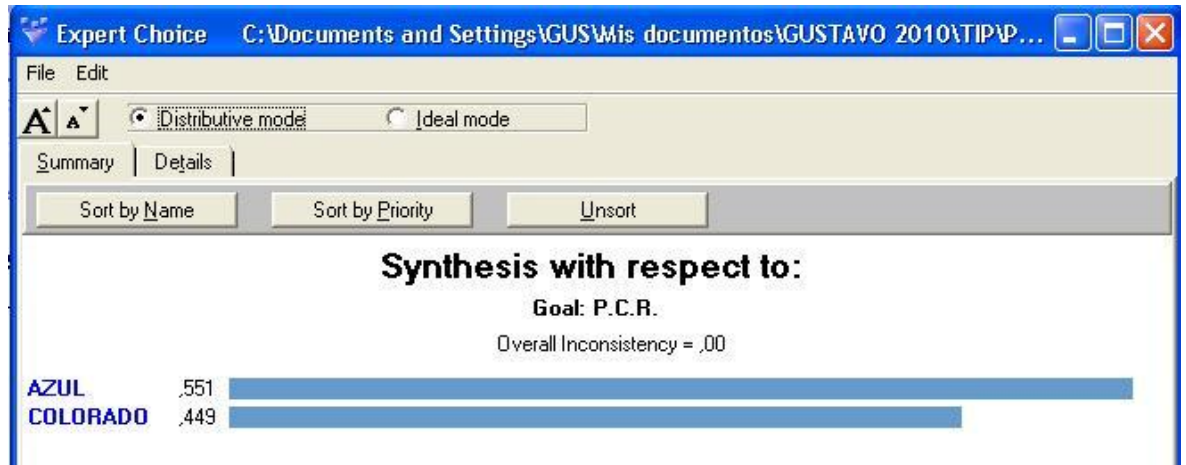 Expert Choice C:\Documents and Settings\GUS\Mis documentos\GUSTAVO 2010\TIP\P...
File Edit
A A Distributive mode Ideal mode
Summary Details
Sort by Name Sort by Priority Unsort
Synthesis with respect to:
Goal: P.C.R.
Overall Inconsistency = ,00
AZUL ,551
COLORADO ,449